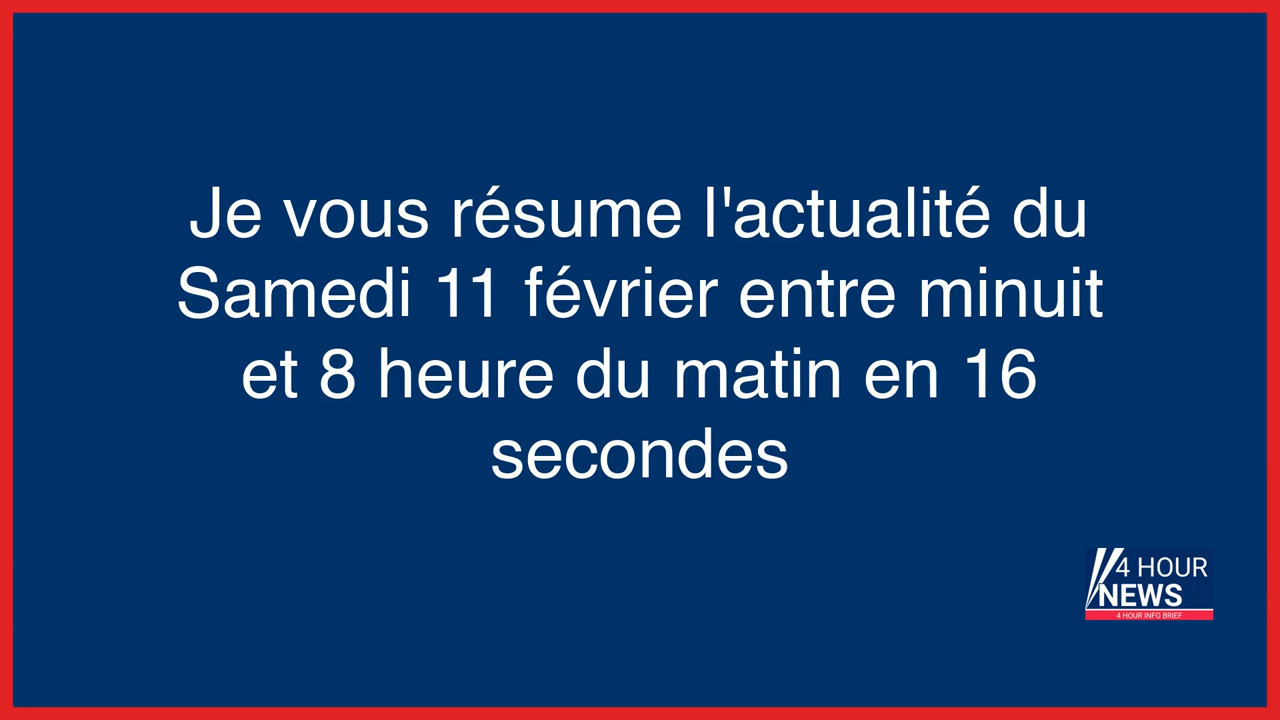 Je vous résume l'actualité du
Samedi 11 février entre minuit
et 8 heure du matin en 16
secondes
4 HOUR
NEWS
4 HOUR INFO BRIEF